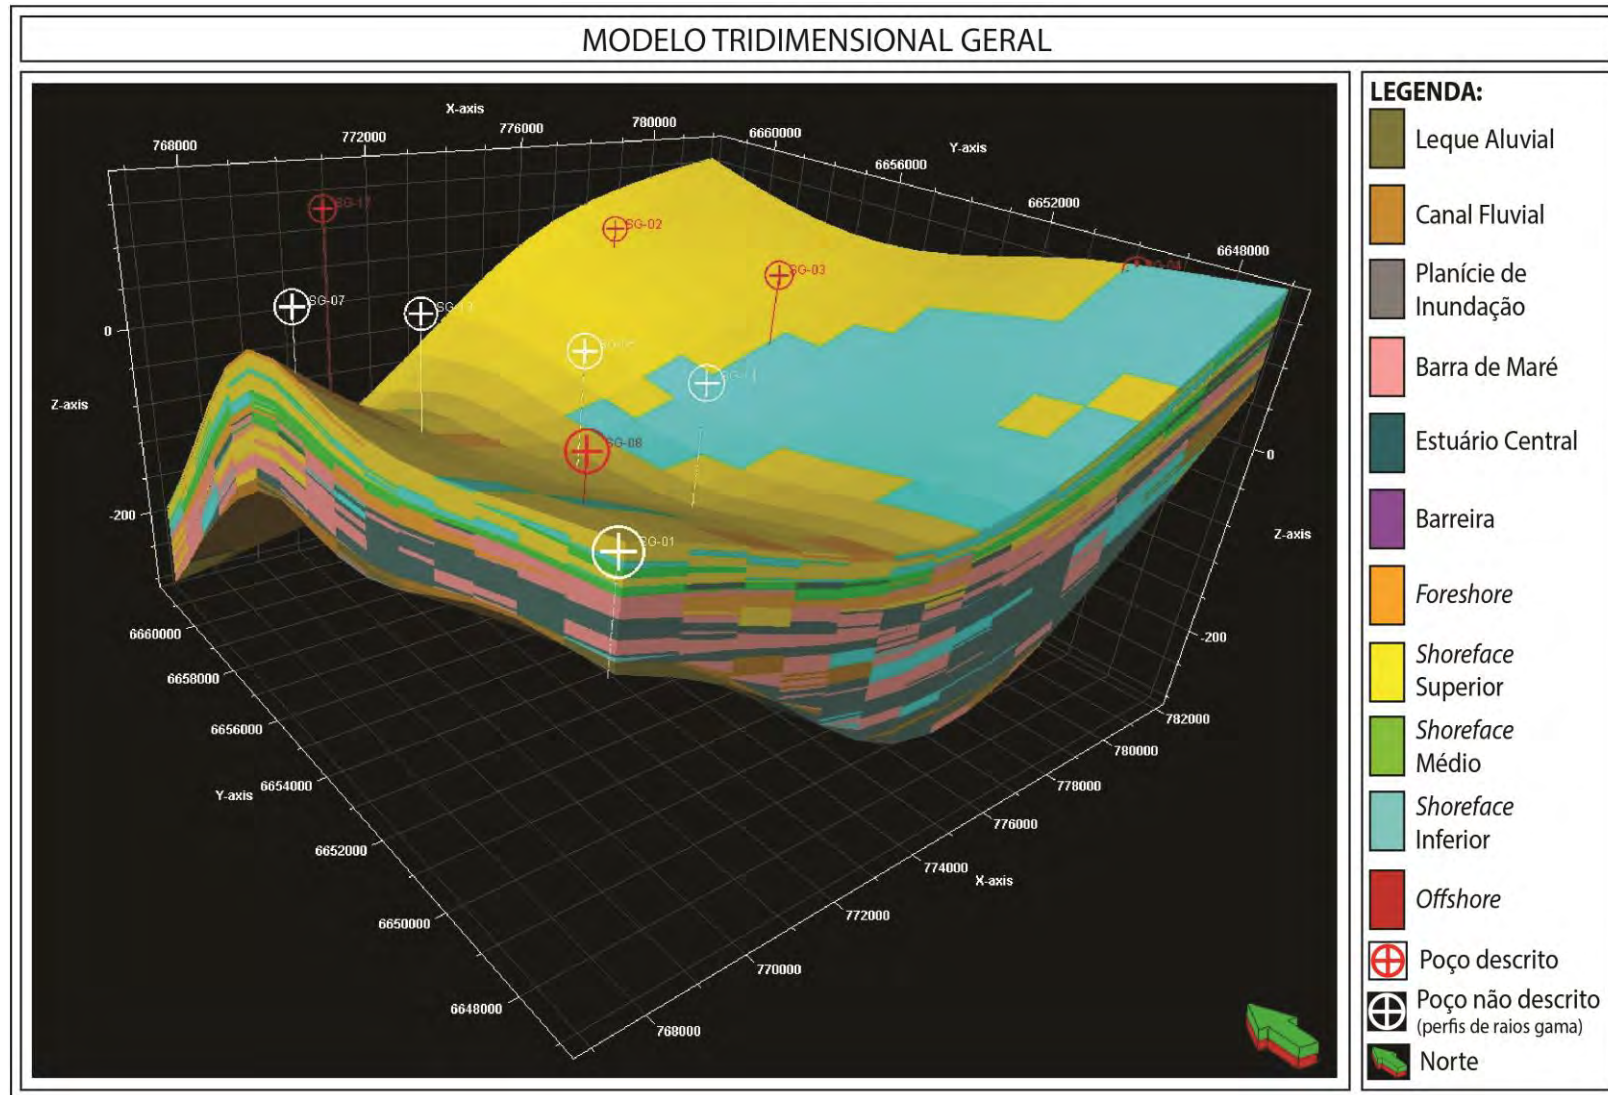 MODELO TRIDIMENSIONAL GERAL
X-axis
768000
772000
776000
780000
6660000
Y-axis
6656000
6652000
6648000
SG-02
SG-03
SG-07
0
Z-axis
-200
SG-08
0
Z-axis
-200
6660000
6658000
6656000
Y-axis
6654000
6652000
6650000
6648000
782000
780000
778000
776000
774000
X-axis
772000
770000
768000
LEGENDA:
Leque Aluvial
Canal Fluvial
Planície de
Inundação
Barra de Maré
Estuário Central
Barreira
Foreshore
Shoreface
Superior
Shoreface
Médio
Shoreface
Inferior
Offshore
Poço descrito
Poço não descrito
(perfis de raios gama)
Norte